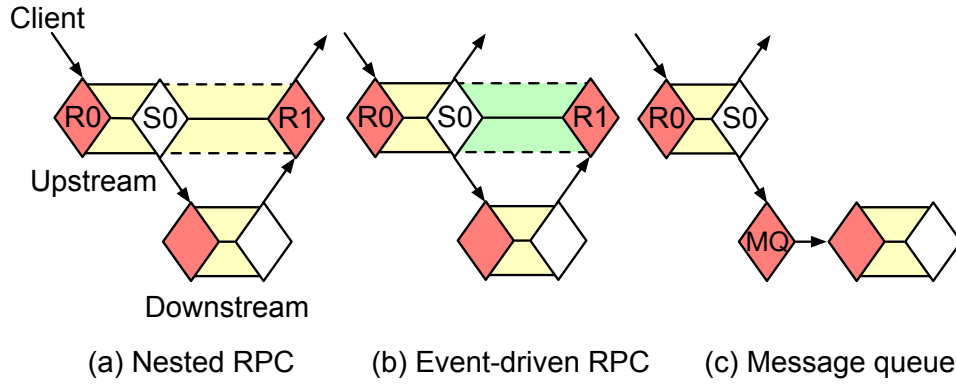 Client
R0 S0 R1 R0 S0 R1 R0 S0
Upstream
MQ
Downstream
(a) Nested RPC (b) Event-driven RPC (c) Message queue